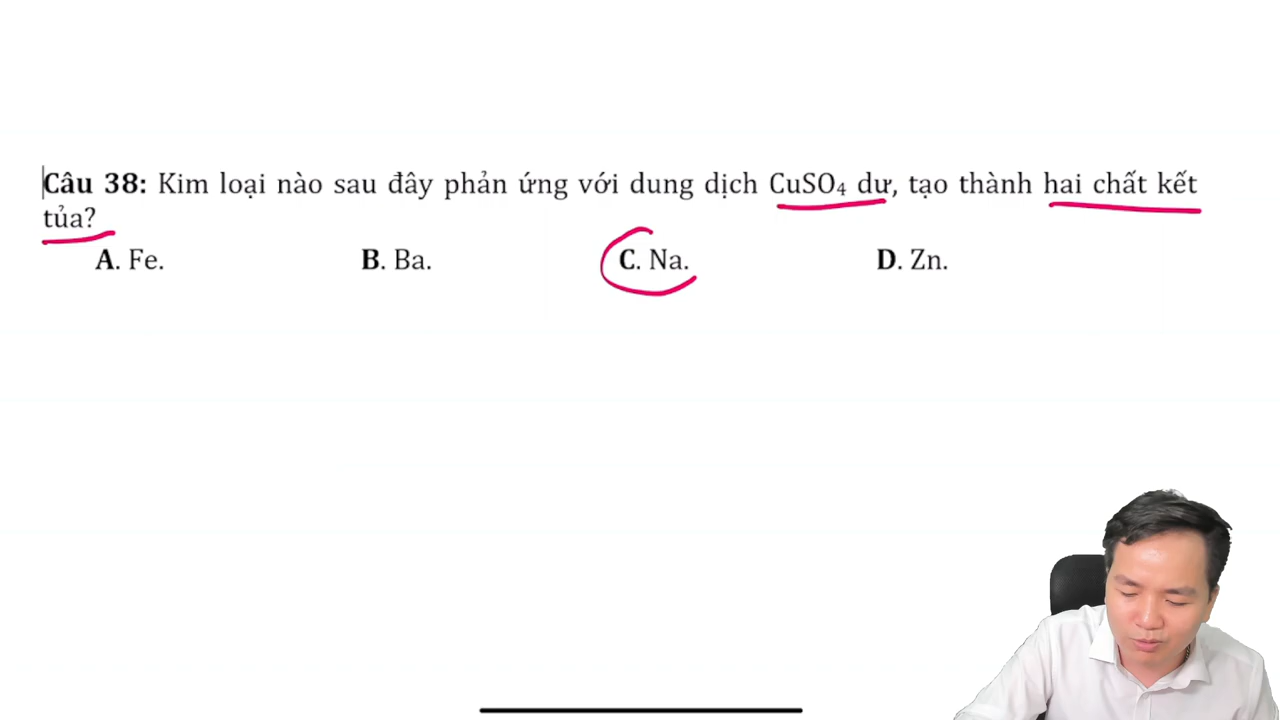 Câu 38: Kim loại nào sau đây phản ứng với dung dịch CuSO₄ dư, tạo thành hai chất kết
tủa?
A. Fe. B. Ba. C. Na. D. Zn.